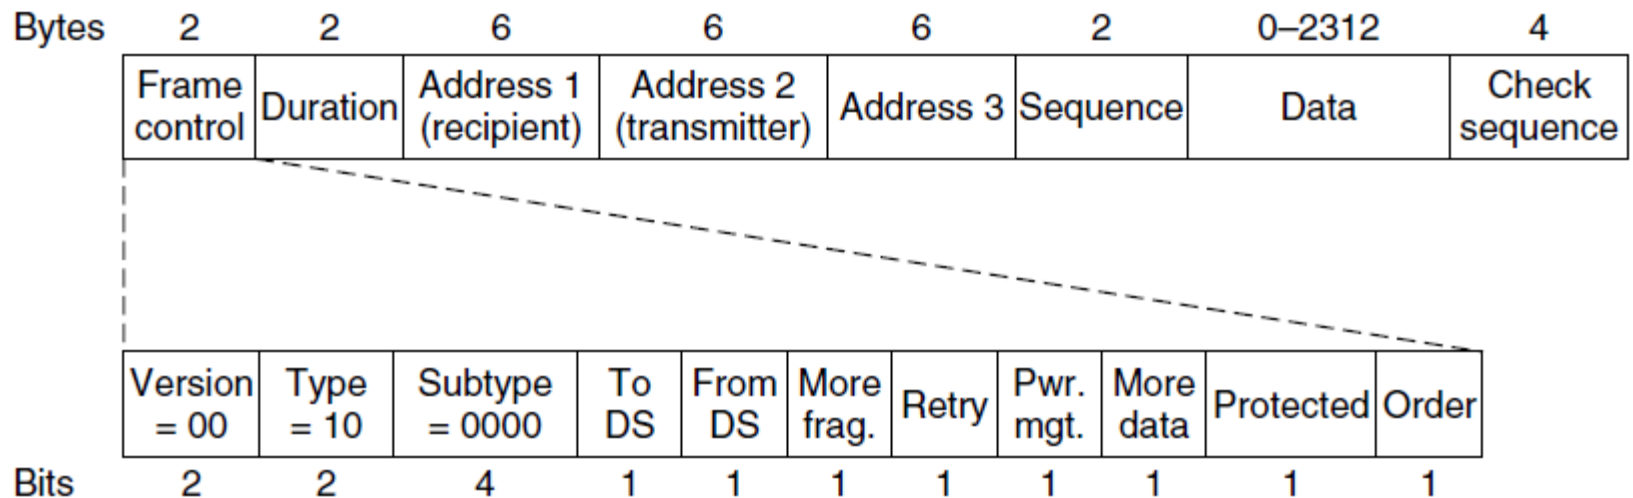 Bytes 2 2 6 6 6 2 0–2312 4
Frame control Duration Address 1 (recipient) Address 2 (transmitter) Address 3 Sequence Data Check sequence
Version = 00 Type = 10 Subtype = 0000 To DS From DS More frag. Retry Pwr. mgt. More data Protected Order
Bits 2 2 4 1 1 1 1 1 1 1 1